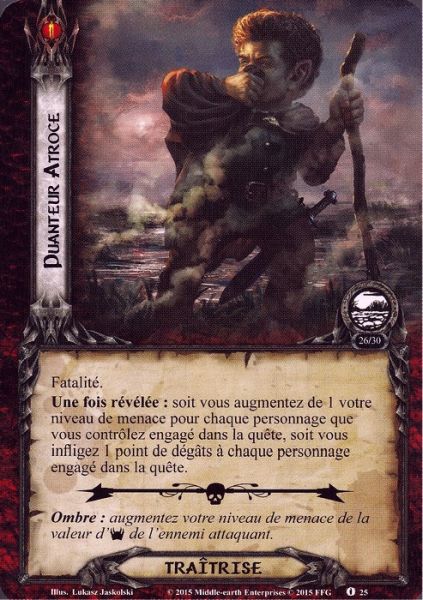 PUANTEUR ATROCE
26/30
Fatalité.
Une fois révélée : soit vous augmentez de 1 votre
niveau de menace pour chaque personnage que
vous contrôlez engagé dans la quête, soit vous
infligez 1 point de dégâts à chaque personnage
engagé dans la quête.
Ombre : augmentez votre niveau de menace de la
valeur d' de l'ennemi attaquant.
TRAÎTRISE
Illus. Lukasz Jaskolski © 2015 Middle-earth Enterprises © 2015 FFG 25